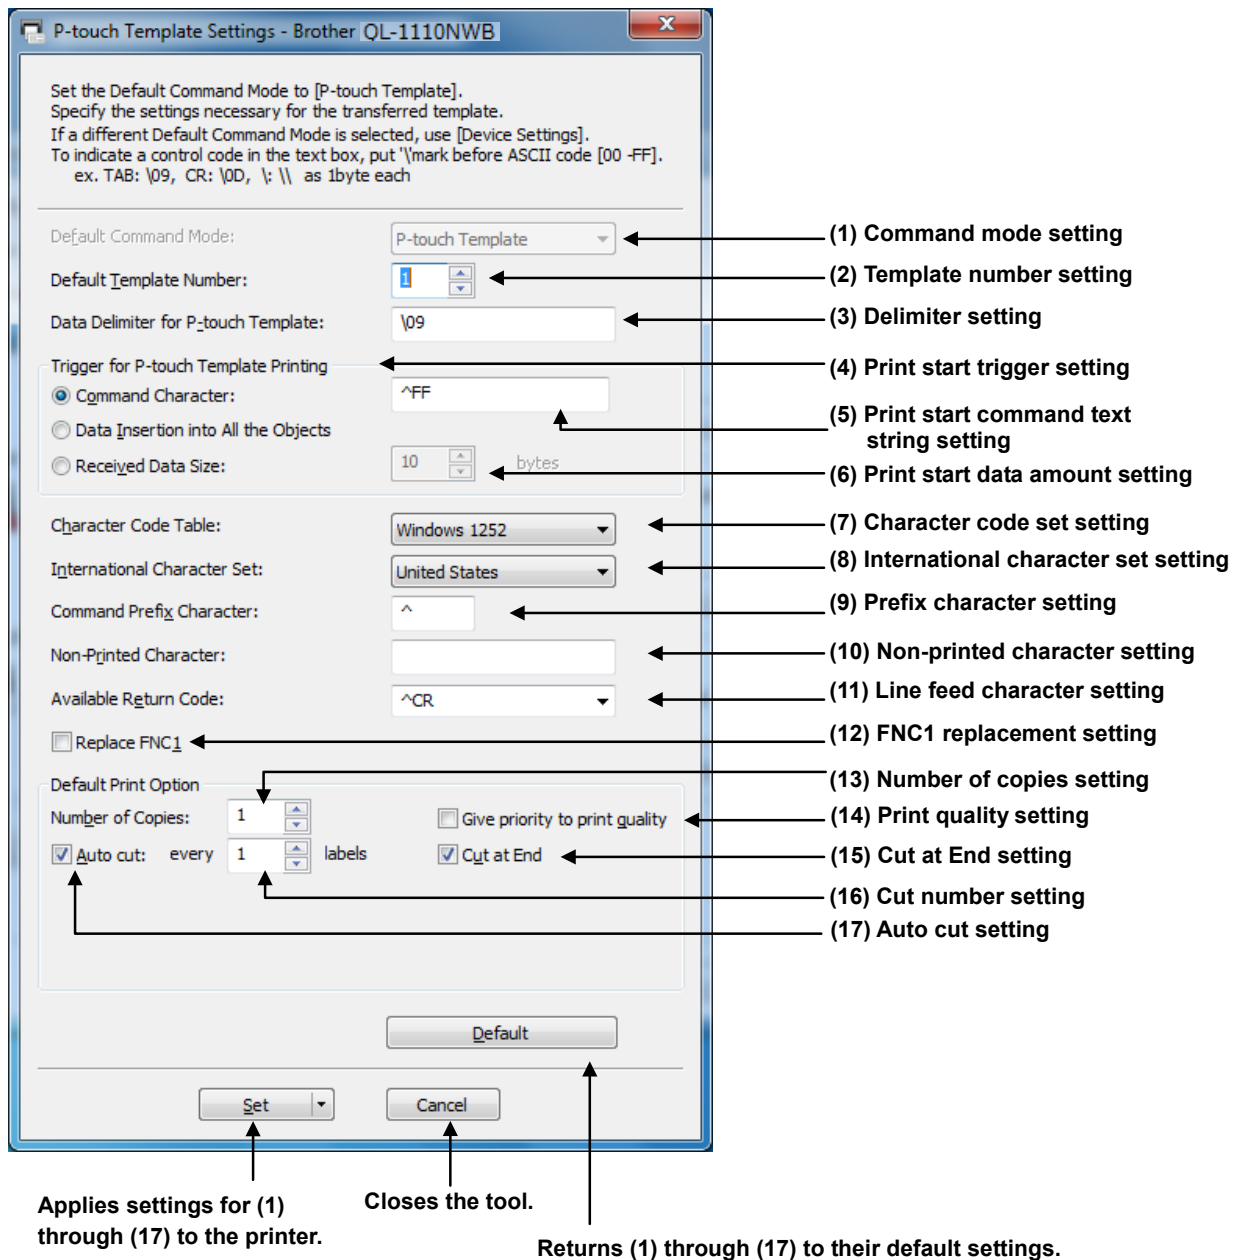 P-touch Template Settings - Brother QL-1110NWB
x
Set the Default Command Mode to [P-touch Template].
Specify the settings necessary for the transferred template.
If a different Default Command Mode is selected, use [Device Settings].
To indicate a control code in the text box, put '\'mark before ASCII code [00 -FF].
ex. TAB: \09, CR: \0D, \: \\ as 1byte each
Default Command Mode: P-touch Template (1) Command mode setting
Default Template Number: 1 (2) Template number setting
Data Delimiter for P-touch Template: \09 (3) Delimiter setting
Trigger for P-touch Template Printing (4) Print start trigger setting
Command Character: ^FF (5) Print start command text
string setting
Data Insertion into All the Objects
Received Data Size: 10 bytes (6) Print start data amount setting
Character Code Table: Windows 1252 (7) Character code set setting
International Character Set: United States (8) International character set setting
Command Prefix Character: ^ (9) Prefix character setting
Non-Printed Character: (10) Non-printed character setting
Available Return Code: ^CR (11) Line feed character setting
Replace FNC1 (12) FNC1 replacement setting
Default Print Option (13) Number of copies setting
Number of Copies: 1 Give priority to print quality (14) Print quality setting
Auto cut: every 1 labels Cut at End (15) Cut at End setting
(16) Cut number setting
(17) Auto cut setting
Default
Set Cancel
Applies settings for (1)
through (17) to the printer.
Closes the tool.
Returns (1) through (17) to their default settings.